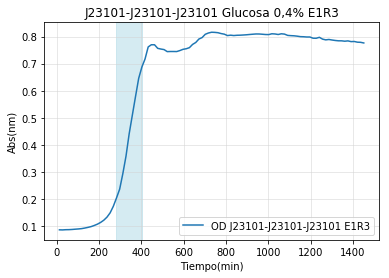 J23101-J23101-J23101 Glucosa 0,4% E1R3
Abs(nm)
0.8
0.7
0.6
0.5
0.4
0.3
0.2
0.1
OD J23101-J23101-J23101 E1R3
0 200 400 600 800 1000 1200 1400
Tiempo(min)